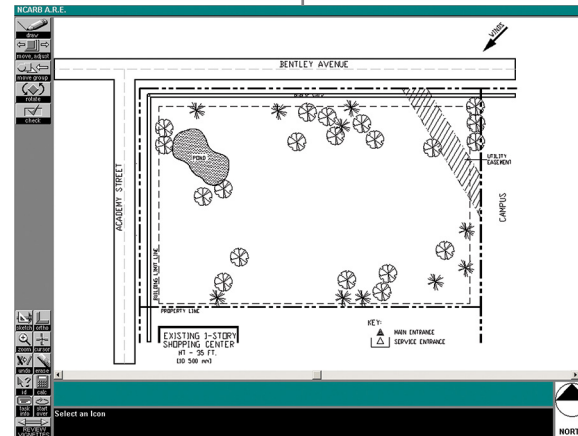 NCARB A.R.E.
draw
move, adjust
move group
rotate
check
WINDS
BENTLEY AVENUE
POND
UTILITY
EASEMENT
ACADEMY STREET
CAMPUS
BUILDING LIMIT LINE
PROPERTY LINE
EXISTING 1-STORY
SHOPPING CENTER
HT - 35 FT.
[10 500 mm]
KEY:
MAIN ENTRANCE
SERVICE ENTRANCE
sketch ortho
zoom cursor
undo erase
id calc
task info
start over
REVIEW
VIGNETTES
Select an Icon
NORT